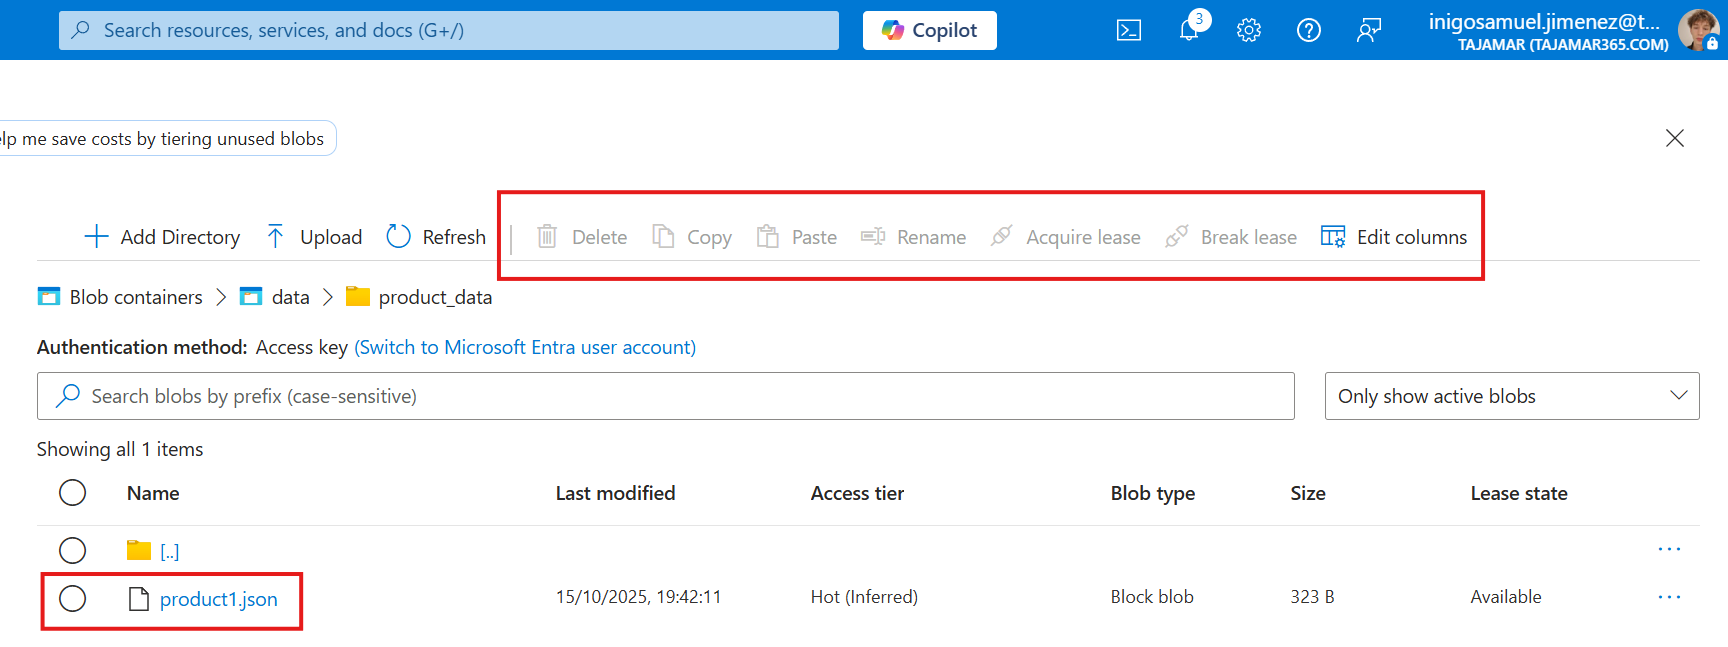 Search resources, services, and docs (G+/)
Copilot
3
inigosamuel.jimenez@t...
TAJAMAR (TAJAMAR365.COM)
elp me save costs by tiering unused blobs
Add Directory Upload Refresh Delete Copy Paste Rename Acquire lease Break lease Edit columns
Blob containers > data > product_data
Authentication method: Access key (Switch to Microsoft Entra user account)
Search blobs by prefix (case-sensitive)
Only show active blobs
Showing all 1 items
Name Last modified Access tier Blob type Size Lease state
[..] ...
product1.json 15/10/2025, 19:42:11 Hot (Inferred) Block blob 323 B Available ...